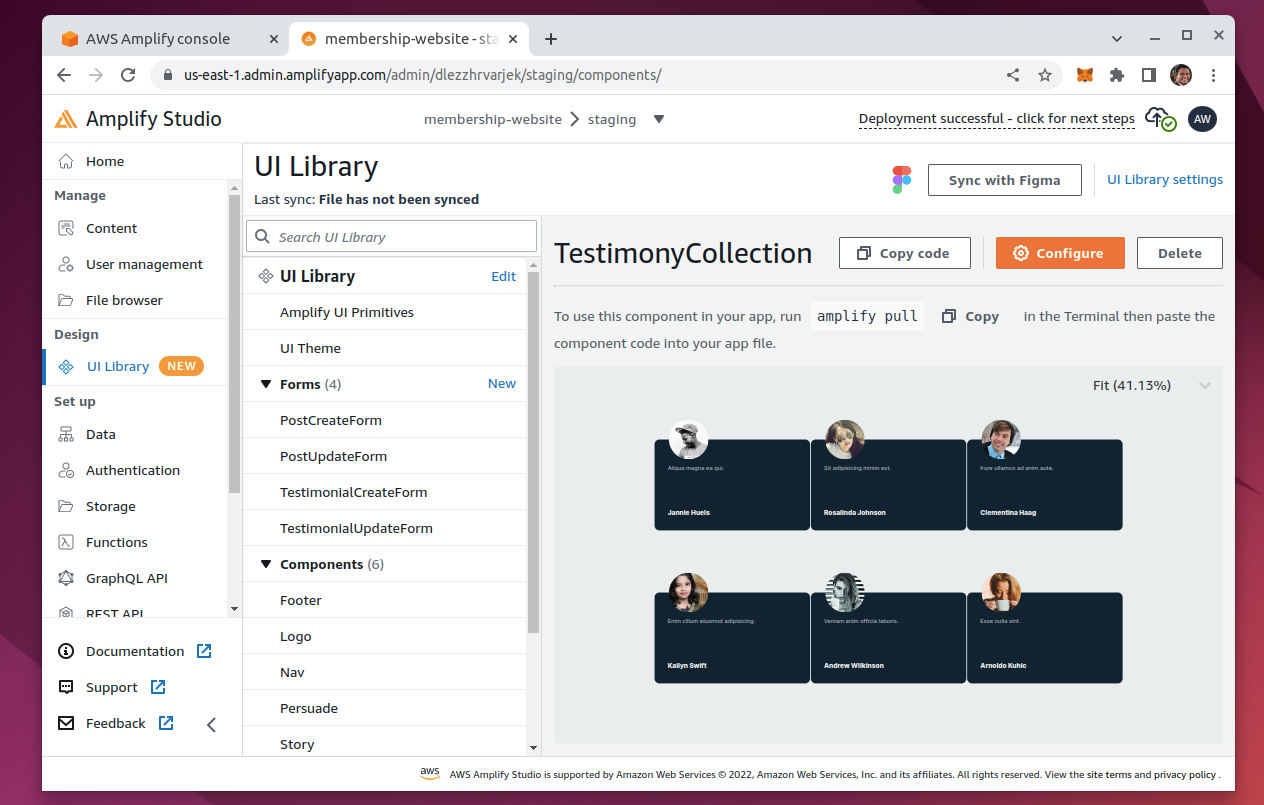 AWS Amplify console
membership-website - sta
us-east-1.admin.amplifyapp.com/admin/dlezzhrvarjek/staging/components/
Amplify Studio
membership-website
staging
Deployment successful - click for next steps
AW
Home
Manage
Content
User management
File browser
Design
UI Library
NEW
Set up
Data
Authentication
Storage
Functions
GraphQL API
REST API
Documentation
Support
Feedback
UI Library
Last sync: File has not been synced
Sync with Figma
UI Library settings
Search UI Library
UI Library
Edit
Amplify UI Primitives
UI Theme
Forms (4)
New
PostCreateForm
PostUpdateForm
TestimonialCreateForm
TestimonialUpdateForm
Components (6)
Footer
Logo
Nav
Persuade
Story
TestimonyCollection
Copy code
Configure
Delete
To use this component in your app, run amplify pull Copy in the Terminal then paste the
component code into your app file.
Fit (41.13%)
Aliqua magna ea qui.
Jannie Huels
Sit adipisicing minim est.
Rosalinda Johnson
Irure ullamco ad anim aute.
Clementina Haag
Enim cillum eiusmod adipisicing.
Kallyn Swift
Veniam anim officia laboris.
Andrew Wilkinson
Esse nulla sint.
Arnoldo Kuhic
aws
AWS Amplify Studio is supported by Amazon Web Services © 2022, Amazon Web Services, Inc. and its affiliates. All rights reserved. View the site terms and privacy policy .